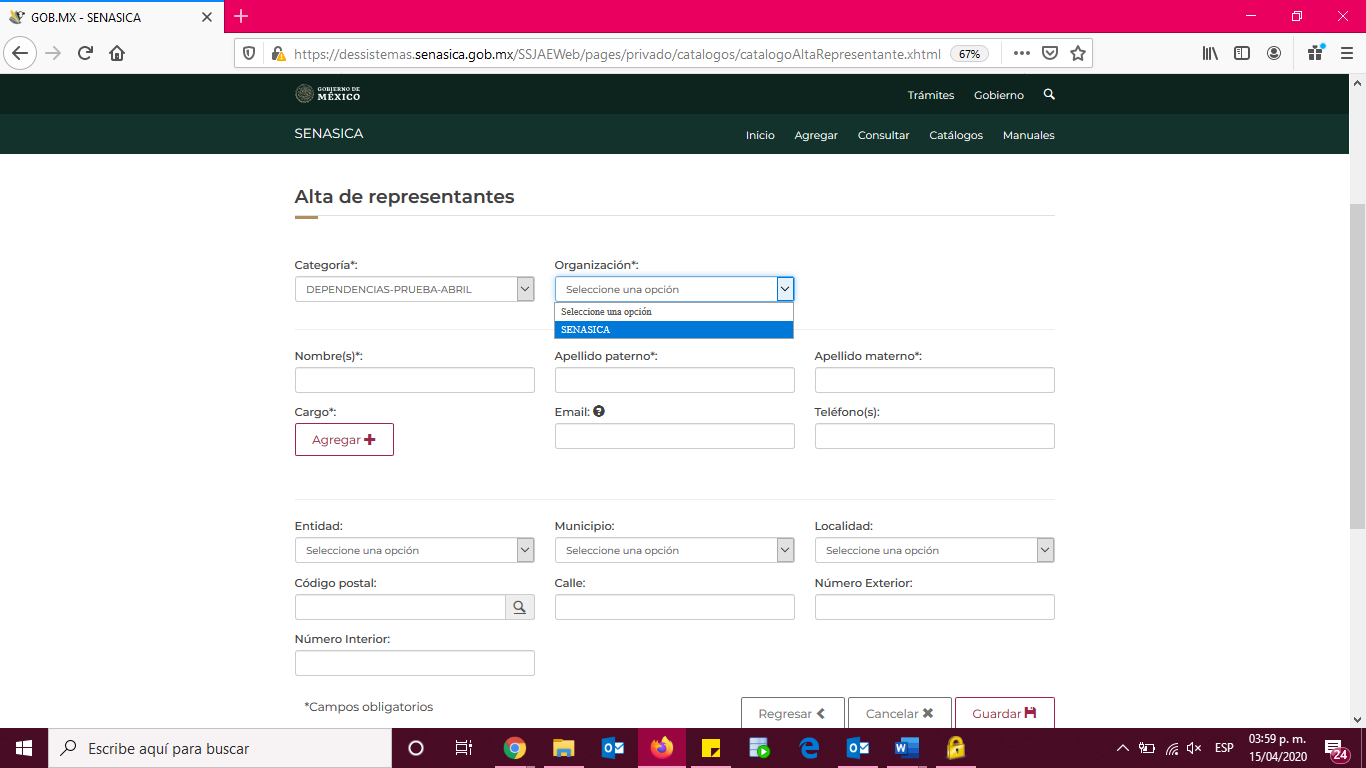 GOB.MX - SENASICA
https://dessistemas.senasica.gob.mx/SSJAEWeb/pages/privado/catalogos/catalogoAltaRepresentante.xhtml 67%
GOBIERNO DE MÉXICO Trámites Gobierno
SENASICA Inicio Agregar Consultar Catálogos Manuales
Alta de representantes
Categoría*: Organización*:
DEPENDENCIAS-PRUEBA-ABRIL Seleccione una opción
Seleccione una opción
SENASICA
Nombre(s)*: Apellido paterno*: Apellido materno*:
Cargo*: Email: Teléfono(s):
Agregar
Entidad: Municipio: Localidad:
Seleccione una opción Seleccione una opción Seleccione una opción
Código postal: Calle: Número Exterior:
Número Interior:
*Campos obligatorios Regresar Cancelar Guardar
Escribe aquí para buscar ESP 03:59 p. m.
15/04/2020 24